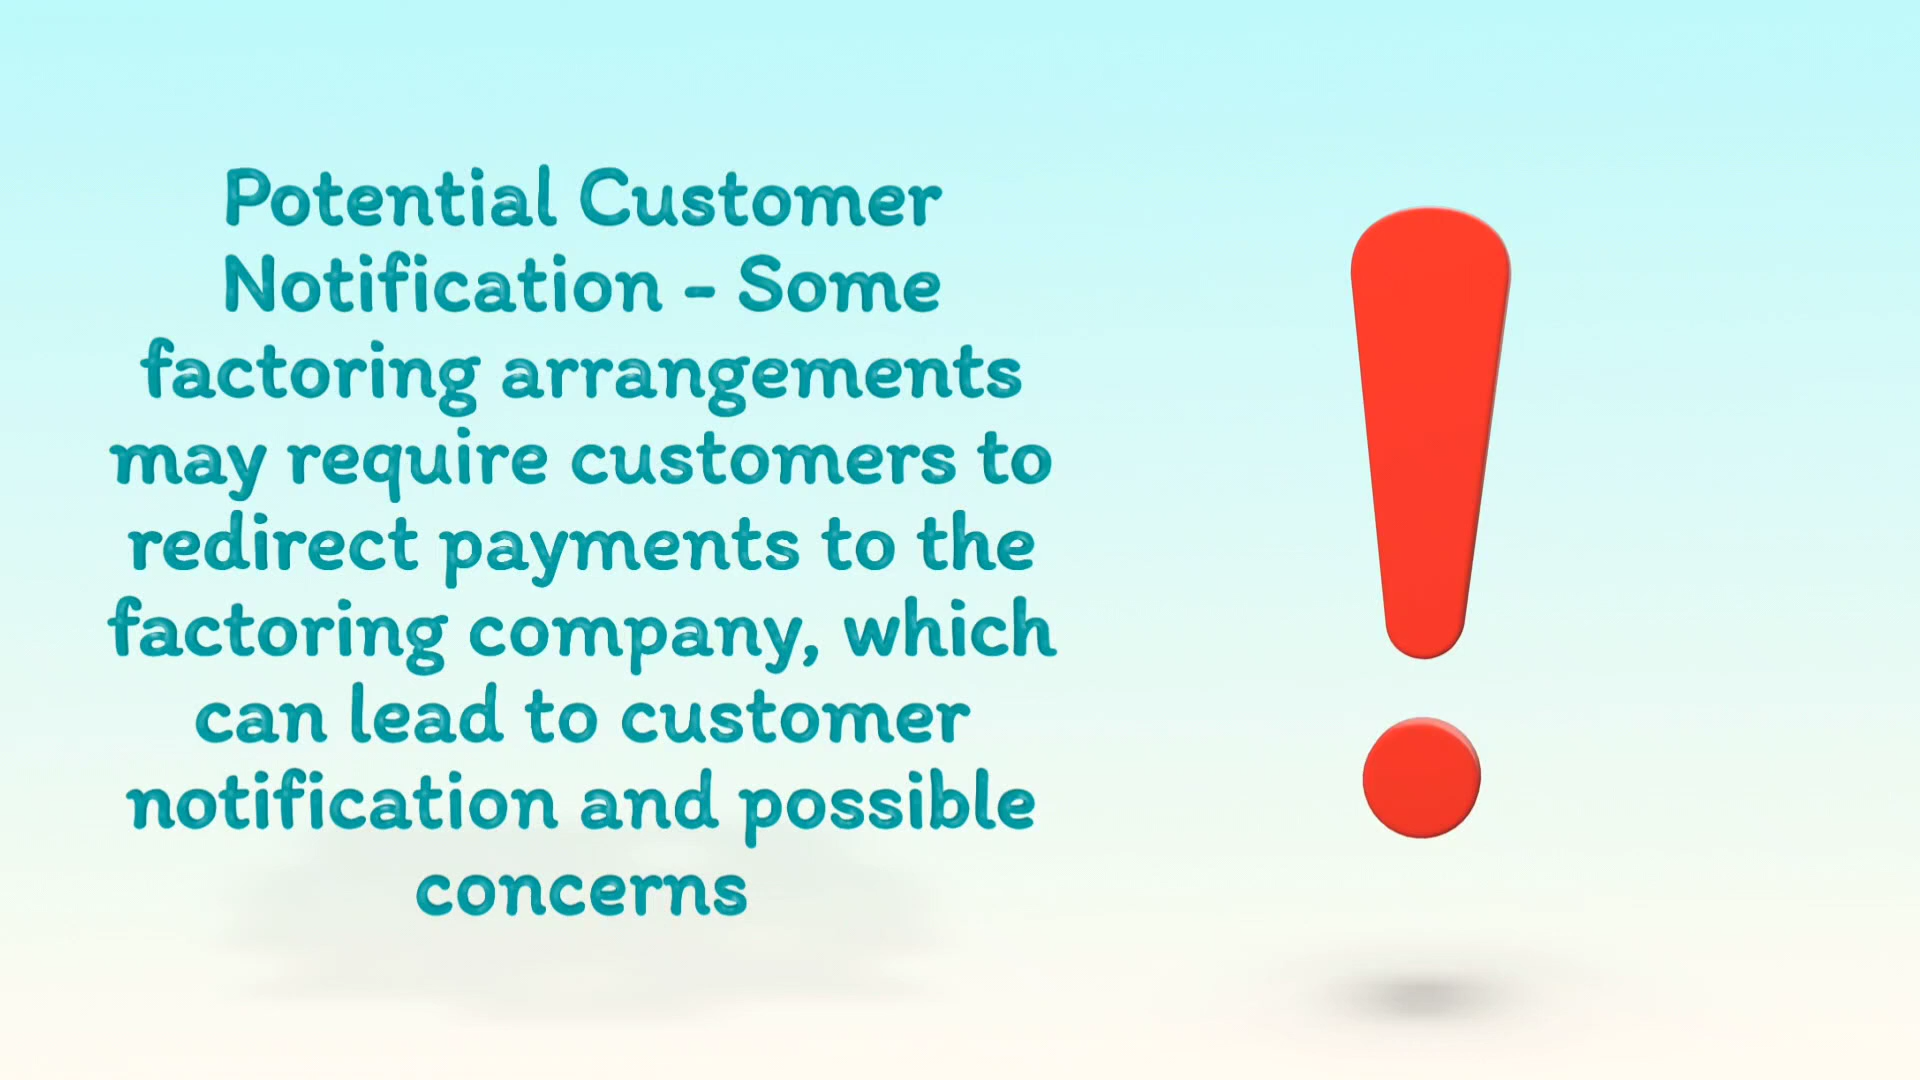 Potential Customer
Notification - Some
factoring arrangements
may require customers to
redirect payments to the
factoring company, which
can lead to customer
notification and possible
concerns
!